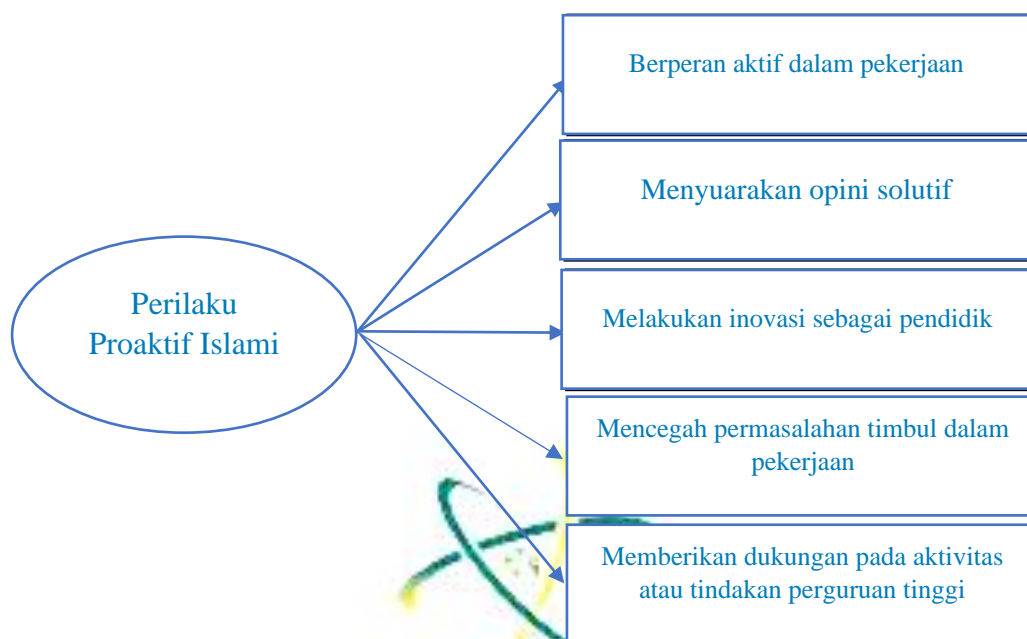 Berperan aktif dalam pekerjaan
Menyuarakan opini solutif
Perilaku
Proaktif Islami
Melakukan inovasi sebagai pendidik
Mencegah permasalahan timbul dalam
pekerjaan
Memberikan dukungan pada aktivitas
atau tindakan perguruan tinggi